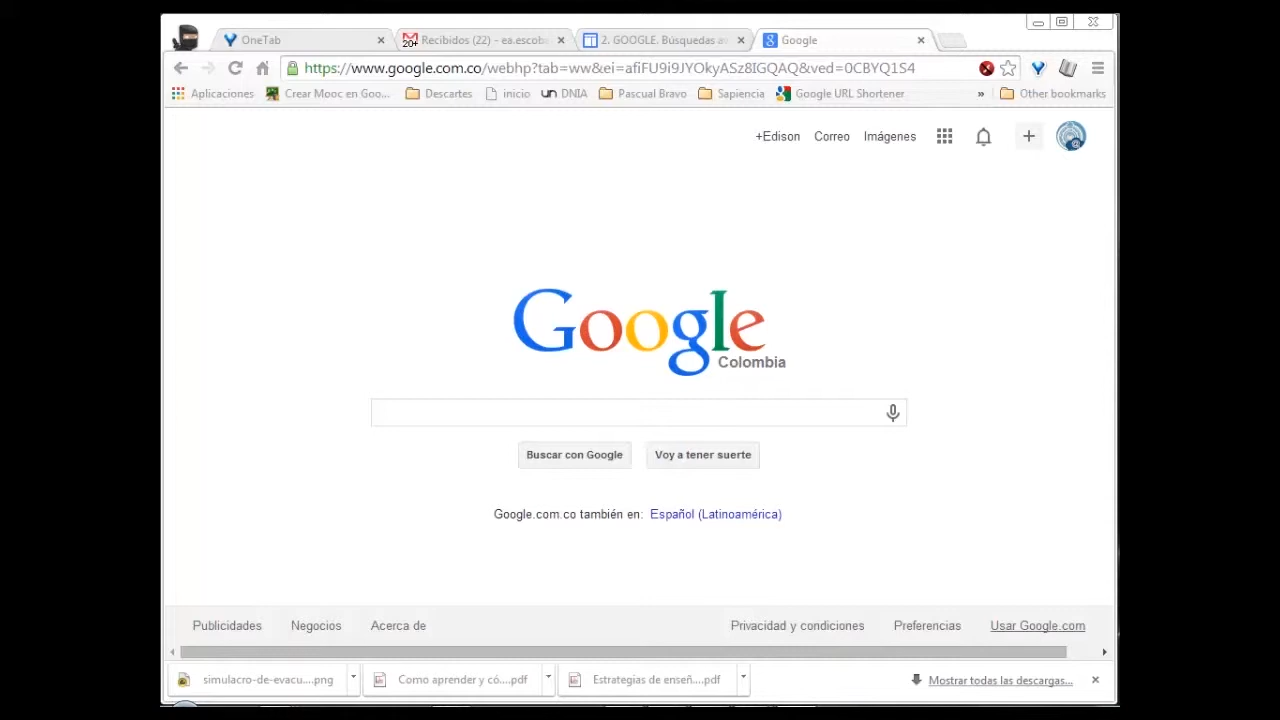 OneTab
20+
Recibidos (22) - ea.escob
2. GOOGLE. Búsquedas av
Google
https://www.google.com.co/webhp?tab=ww&ei=afiFU9i9JYOkyASz8IGQAQ&ved=0CBYQ1S4
Aplicaciones
Crear Mooc en Goo...
Descartes
inicio
un DNIA
Pascual Bravo
Sapiencia
Google URL Shortener
»
Other bookmarks
+Edison
Correo
Imágenes
Google
Colombia
Buscar con Google
Voy a tener suerte
Google.com.co también en: Español (Latinoamérica)
Publicidades
Negocios
Acerca de
Privacidad y condiciones
Preferencias
Usar Google.com
simulacro-de-evacu....png
Como aprender y có....pdf
Estrategias de enseñ....pdf
Mostrar todas las descargas...